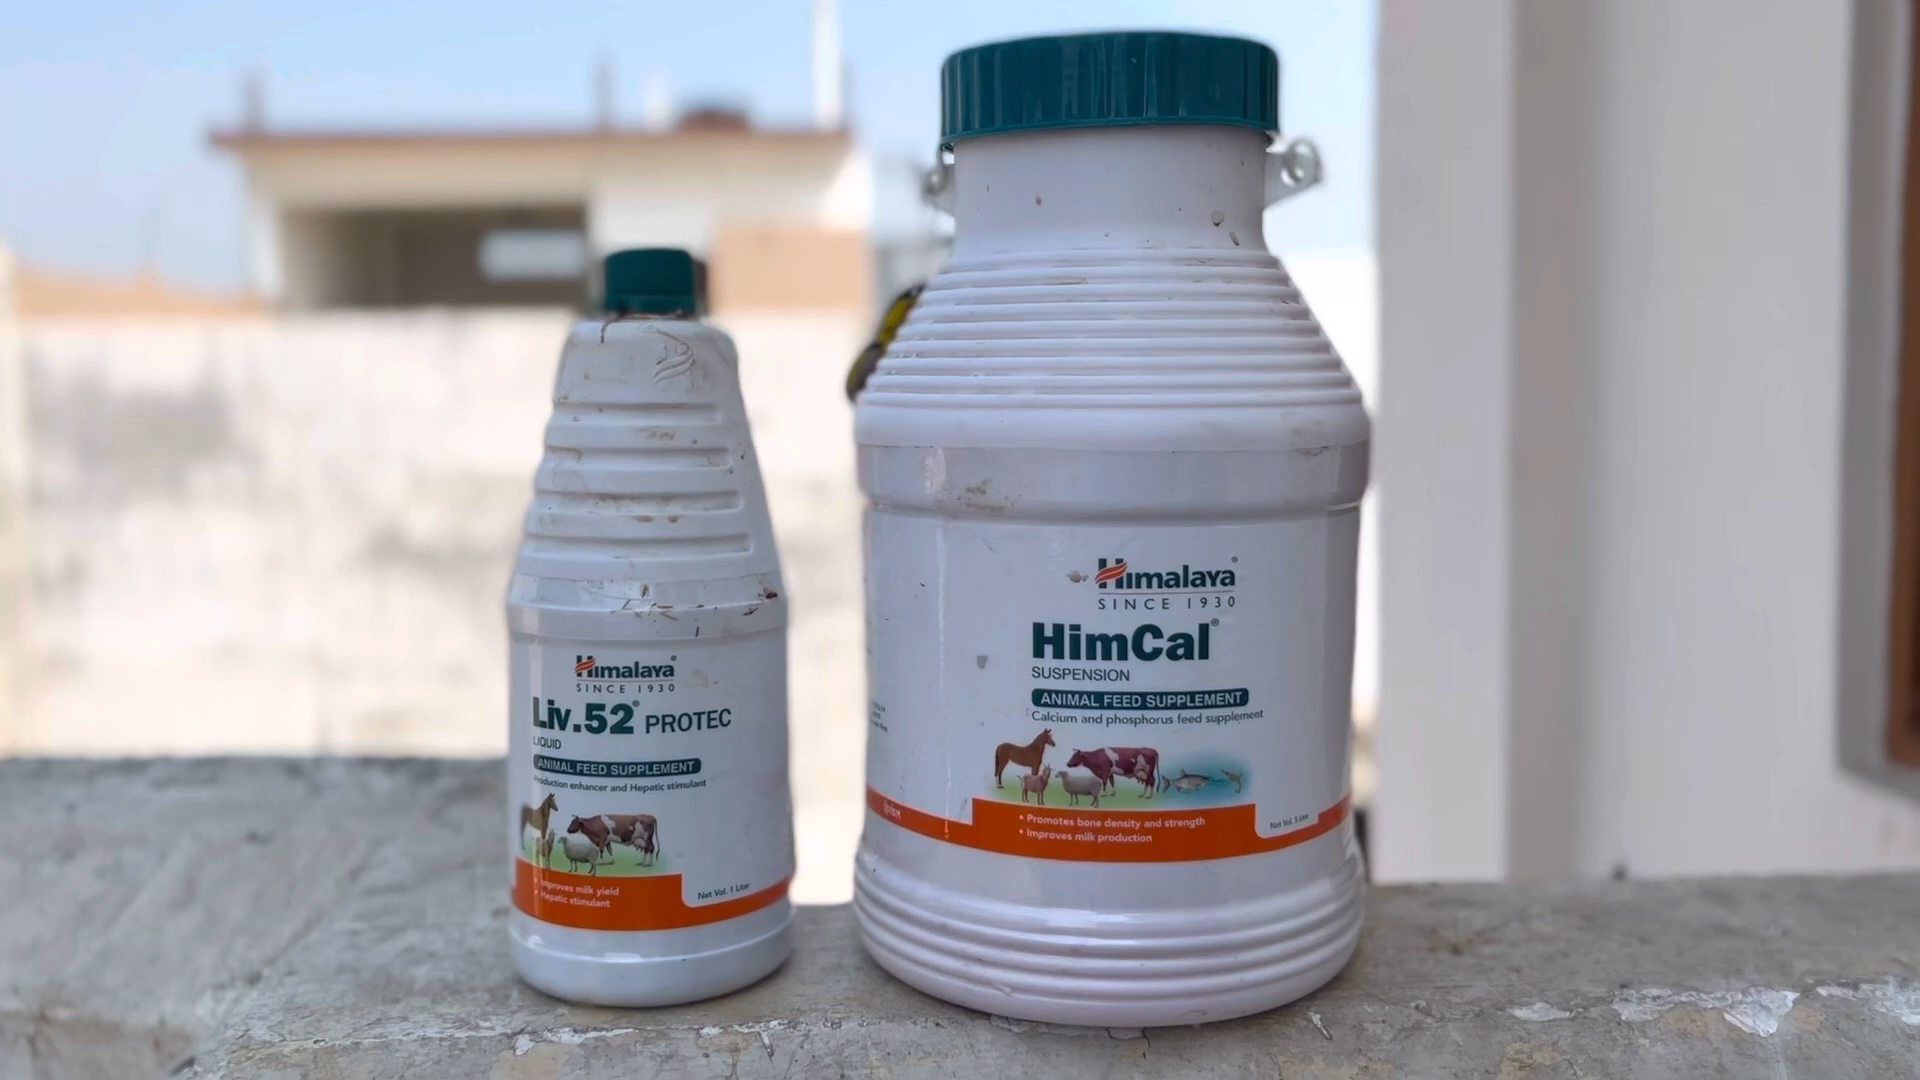 Himalaya®
SINCE 1930
Liv.52® PROTEC
LIQUID
ANIMAL FEED SUPPLEMENT
Production enhancer and Hepatic stimulant
• Improves milk yield
• Hepatic stimulant
Net Vol. 1 Liter
Himalaya®
SINCE 1930
HimCal®
SUSPENSION
ANIMAL FEED SUPPLEMENT
Calcium and phosphorus feed supplement
• Promotes bone density and strength
• Improves milk production
Net Vol. 5 Liter